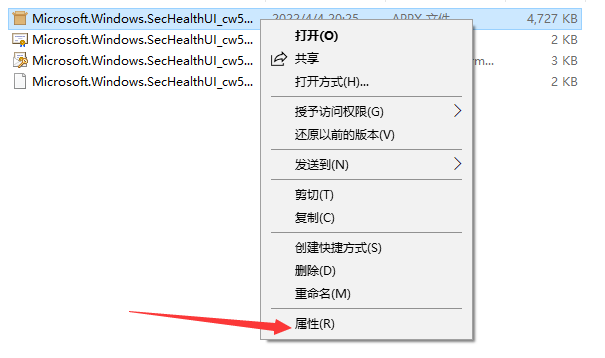 Microsoft.Windows.SecHealthUI_cw5... 2022/4/4 20:25 APPX 文件 4,727 KB
Microsoft.Windows.SecHealthUI_cw5... 2 KB
Microsoft.Windows.SecHealthUI_cw5... rm... 3 KB
Microsoft.Windows.SecHealthUI_cw5... 2 KB
打开(O)
共享
打开方式(H)...
授予访问权限(G)
还原以前的版本(V)
发送到(N)
剪切(T)
复制(C)
创建快捷方式(S)
删除(D)
重命名(M)
属性(R)